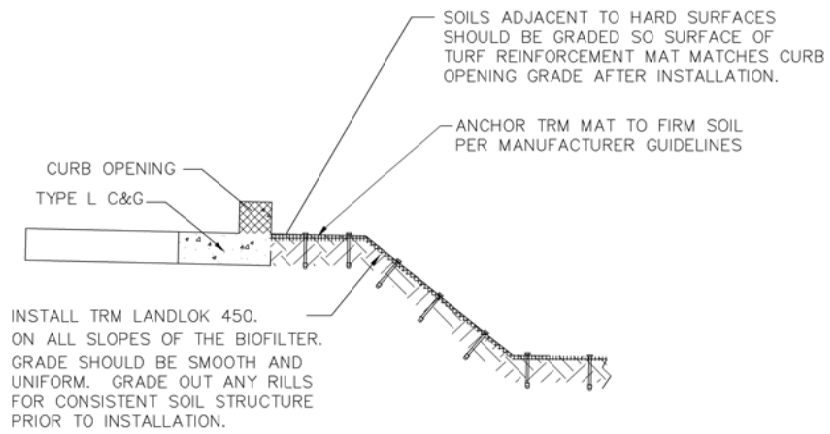 SOILS ADJACENT TO HARD SURFACES
SHOULD BE GRADED SO SURFACE OF
TURF REINFORCEMENT MAT MATCHES CURB
OPENING GRADE AFTER INSTALLATION.
ANCHOR TRM MAT TO FIRM SOIL
PER MANUFACTURER GUIDELINES
CURB OPENING
TYPE L C&G
INSTALL TRM LANDLOK 450.
ON ALL SLOPES OF THE BIOFILTER.
GRADE SHOULD BE SMOOTH AND
UNIFORM. GRADE OUT ANY RILLS
FOR CONSISTENT SOIL STRUCTURE
PRIOR TO INSTALLATION.